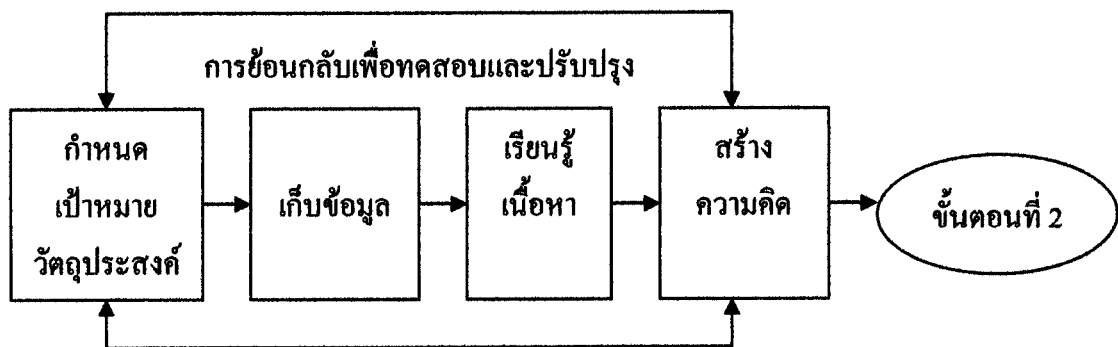 การย้อนกลับเพื่อทดสอบและปรับปรุง
กำหนด
เป้าหมาย
วัตถุประสงค์
เก็บข้อมูล
เรียนรู้
เนื้อหา
สร้าง
ความคิด
ขั้นตอนที่ 2